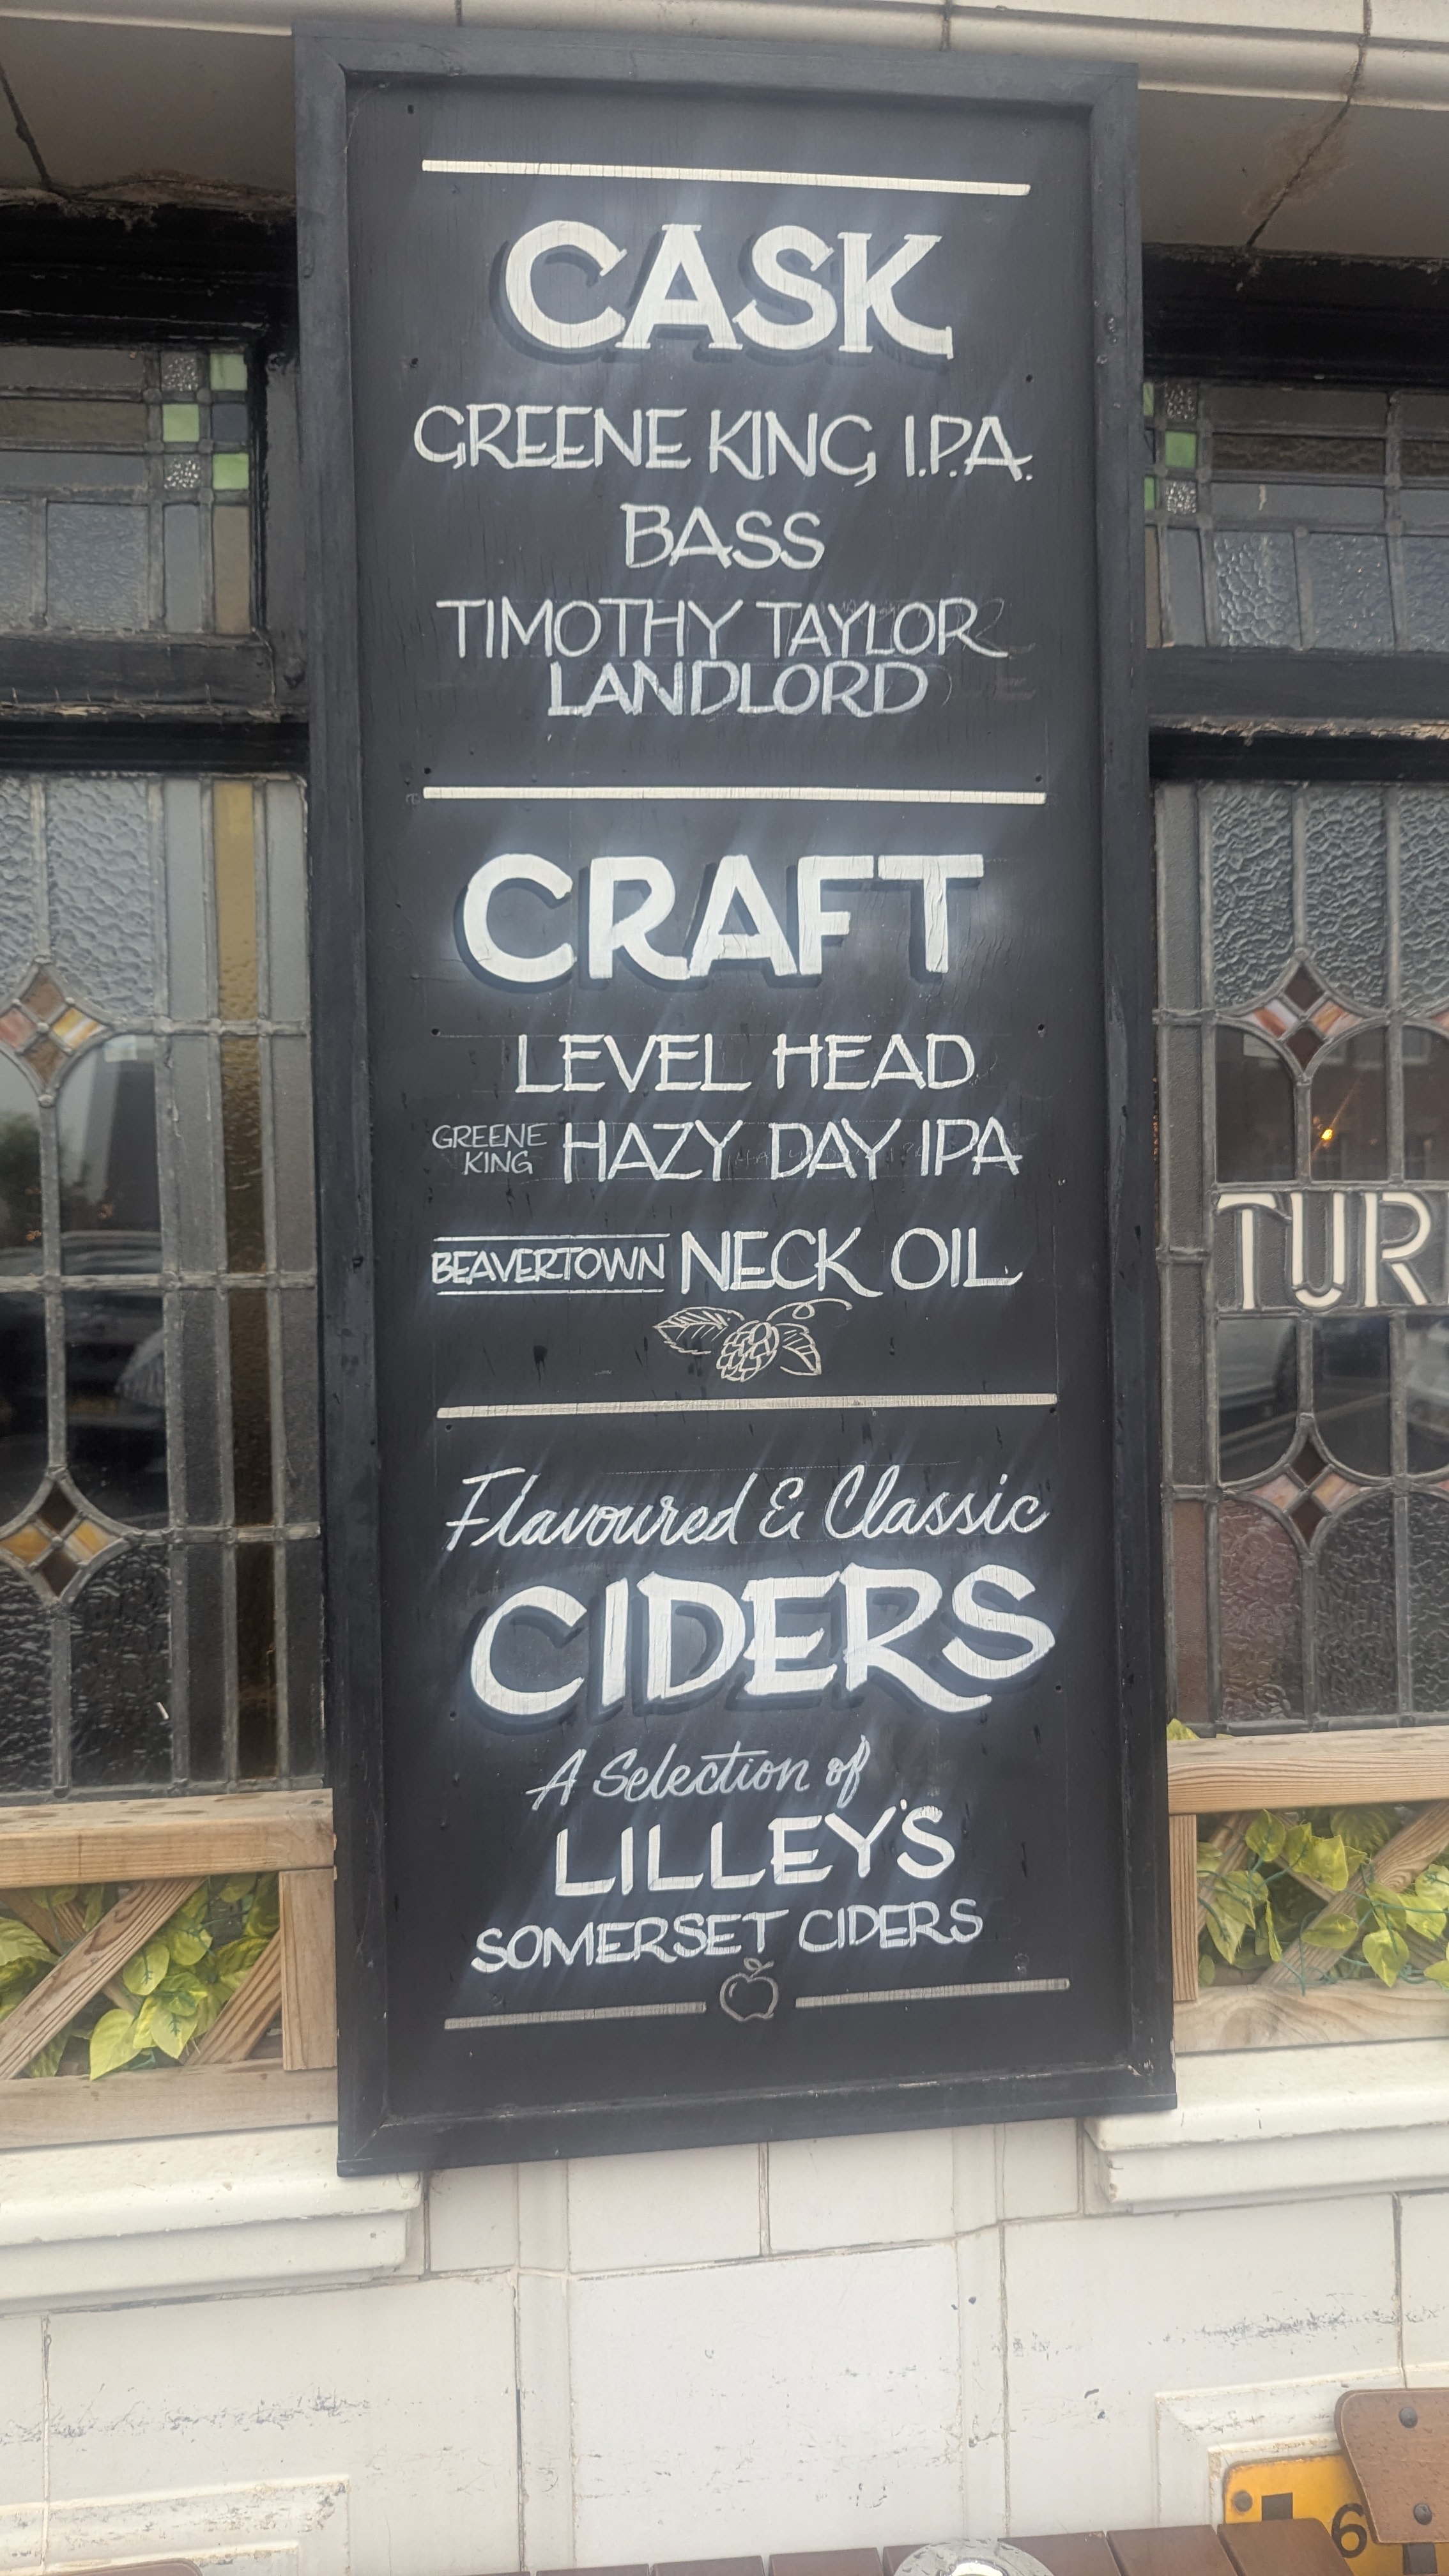 CASK
GREENE KING I.P.A.
BASS
TIMOTHY TAYLOR
LANDLORD
CRAFT
LEVEL HEAD
GREENE KING HAZY DAY IPA
BEAVERTOWN NECK OIL
Flavoured & Classic
CIDERS
A Selection of
LILLEY'S
SOMERSET CIDERS
TUR
6